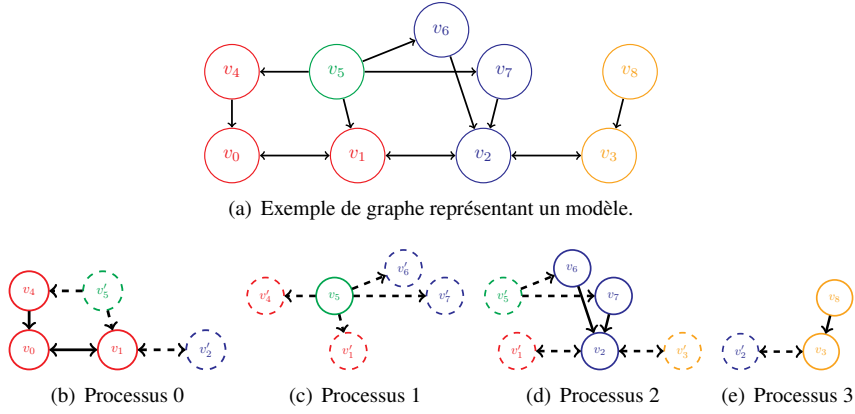 v₆
v₄ v₅ v₇ v₈
v₀ v₁ v₂ v₃
(a) Exemple de graphe représentant un modèle.
v₄ v′₅
v₀ v₁ v′₂
(b) Processus 0
v′₆
v′₄ v₅ v′₇
v′₁
(c) Processus 1
v₆
v′₅ v₇
v′₁ v₂ v′₃
(d) Processus 2
v₈
v′₂ v₃
(e) Processus 3